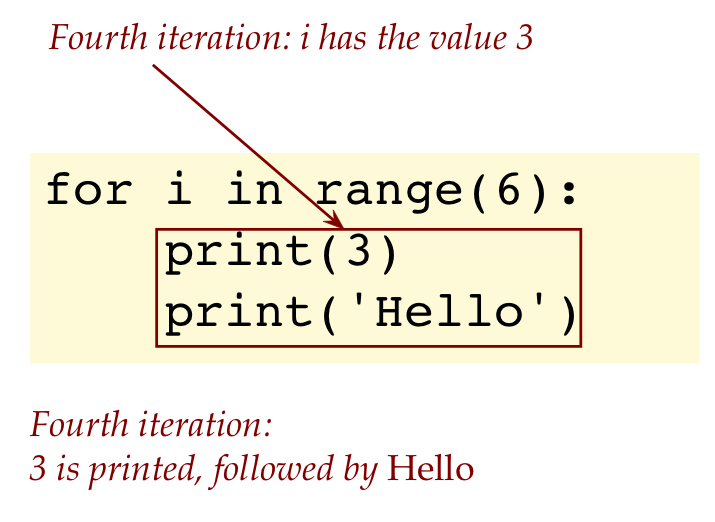 Fourth iteration: i has the value 3
for i in range(6):
    print(3)
    print('Hello')
Fourth iteration:
3 is printed, followed by Hello